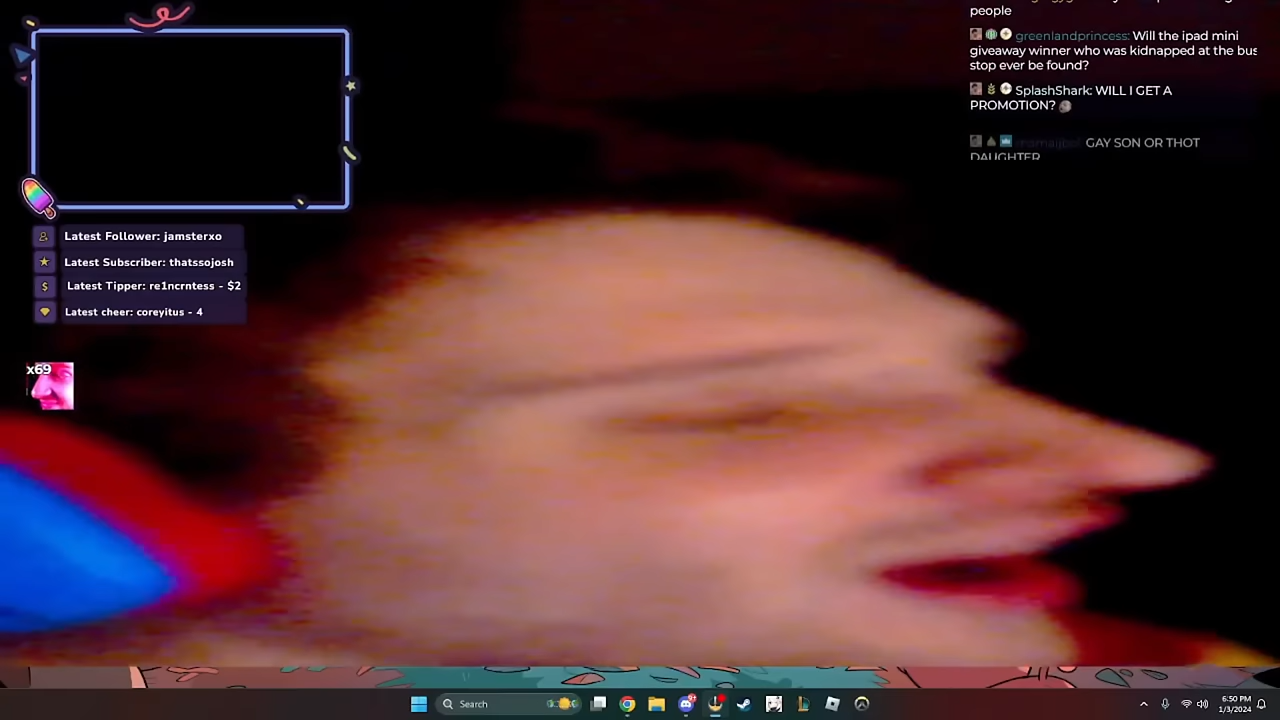 people
greenlandprincess: Will the ipad mini
giveaway winner who was kidnapped at the bus
stop ever be found?
SplashShark: WILL I GET A
PROMOTION?
GAY SON OR THOT
DAUGHTER
Latest Follower: jamsterxo
Latest Subscriber: thatssojosh
Latest Tipper: re1ncrntess - $2
Latest cheer: coreyitus - 4
x69
Search
6:50 PM
1/3/2024